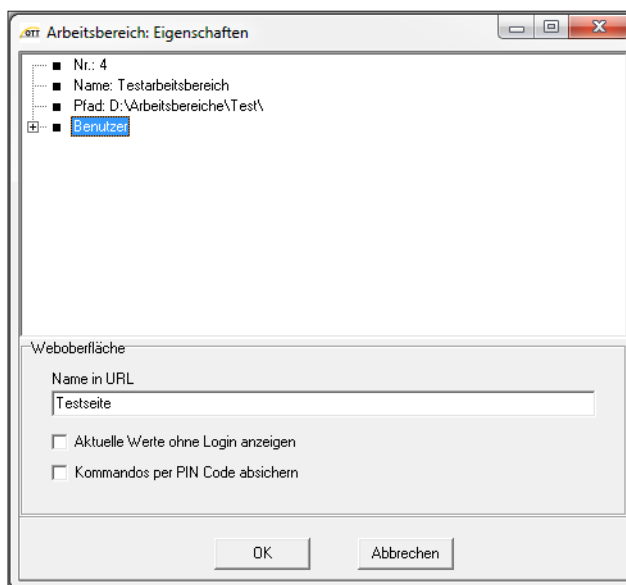 OTT Arbeitsbereich: Eigenschaften
Nr.: 4
Name: Testarbeitsbereich
Pfad: D:\Arbeitsbereiche\Test\
Benutzer
Weboberfläche
Name in URL
Testseite
Aktuelle Werte ohne Login anzeigen
Kommandos per PIN Code absichern
OK Abbrechen